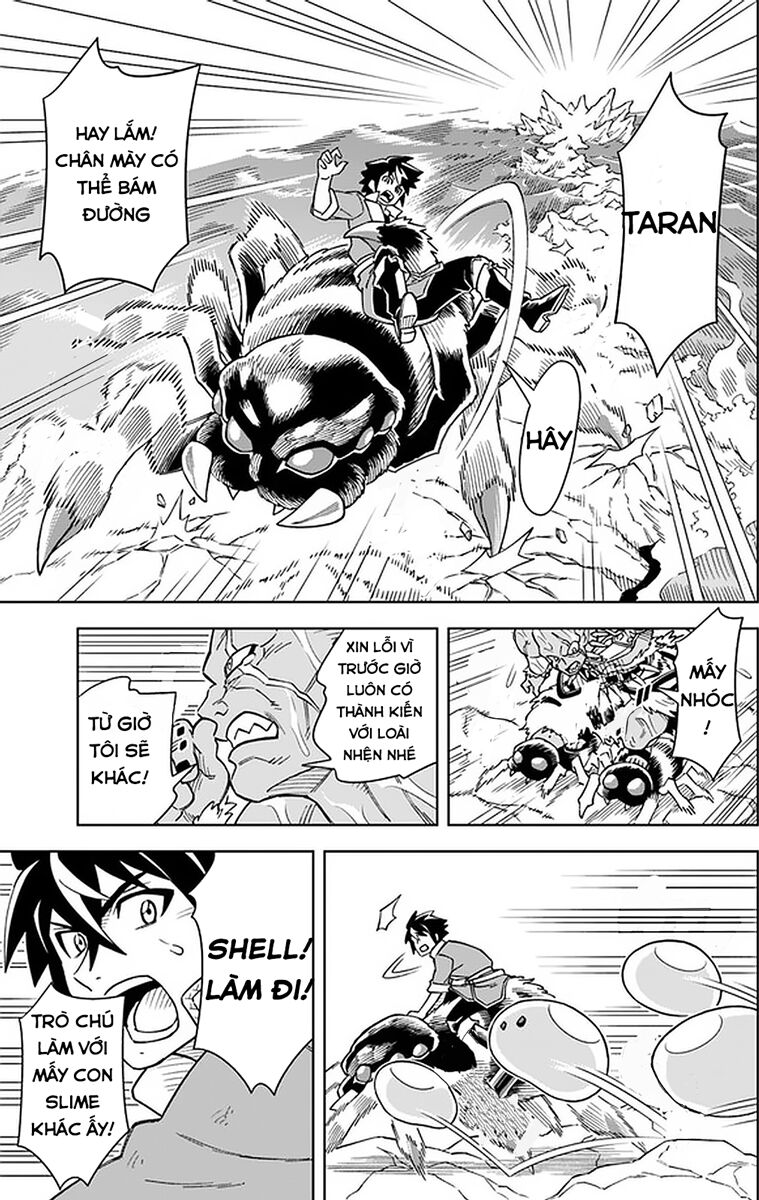 TARAN
HAY LẮM!
CHÂN MÀY CÓ
THỂ BÁM
ĐƯỜNG
HÂY
MẤY
NHÓC
!
XIN LỖI VÌ
TRƯỚC GIỜ
LUÔN CÓ
THÀNH KIẾN
VỚI LOÀI
NHỆN NHÉ
TỪ GIỜ
TÔI SẼ
KHÁC!
SHELL!
LÀM ĐI!
TRÒ CHÚ
LÀM VỚI
MẤY CON
SLIME
KHÁC ẤY!